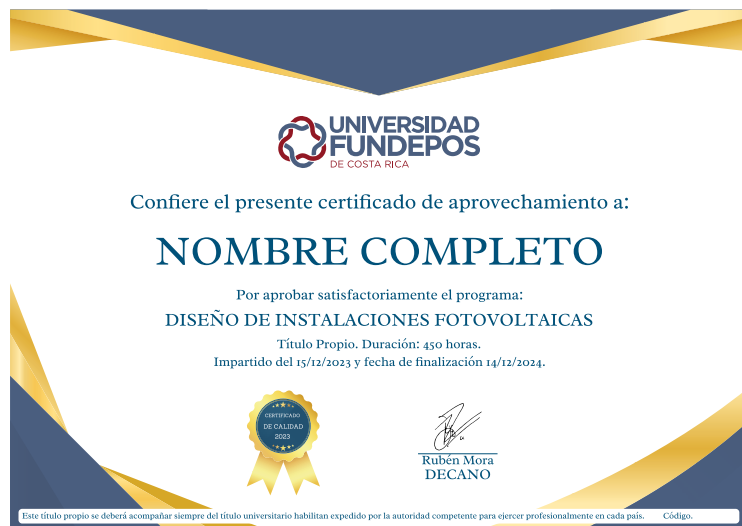 UNIVERSIDAD
FUNDEPOS
DE COSTA RICA
Confiere el presente certificado de aprovechamiento a:
NOMBRE COMPLETO
Por aprobar satisfactoriamente el programa:
DISEÑO DE INSTALACIONES FOTOVOLTAICAS
Título Propio. Duración: 450 horas.
Impartido del 15/12/2023 y fecha de finalización 14/12/2024.
CERTIFICADO
DE CALIDAD
2023
Rubén Mora
DECANO
Este título propio se deberá acompañar siempre del título universitario habilitan expedido por la autoridad competente para ejercer profesionalmente en cada país. Código.